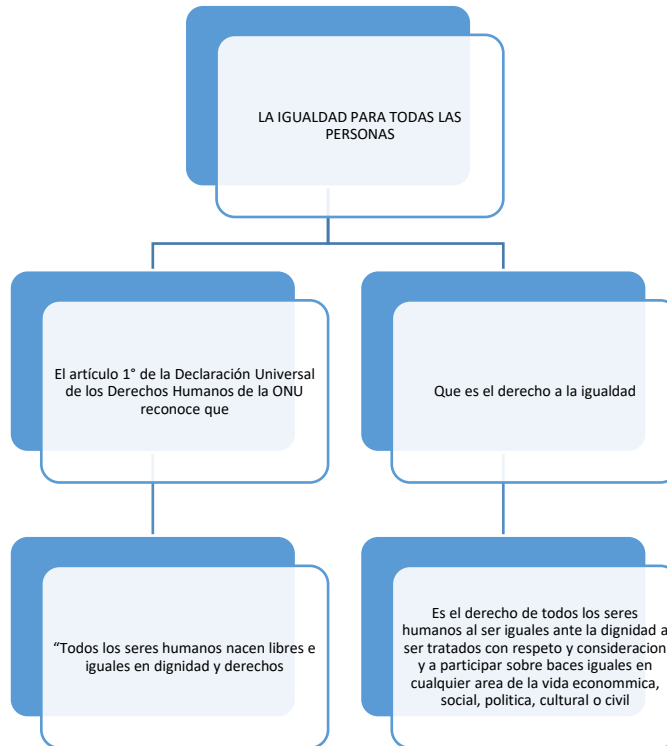 LA IGUALDAD PARA TODAS LAS
PERSONAS
El artículo 1° de la Declaración Universal
de los Derechos Humanos de la ONU
reconoce que
Que es el derecho a la igualdad
“Todos los seres humanos nacen libres e
iguales en dignidad y derechos
Es el derecho de todos los seres
humanos al ser iguales ante la dignidad a
ser tratados con respeto y consideracion
y a participar sobre baces iguales en
cualquier area de la vida econommica,
social, politica, cultural o civil